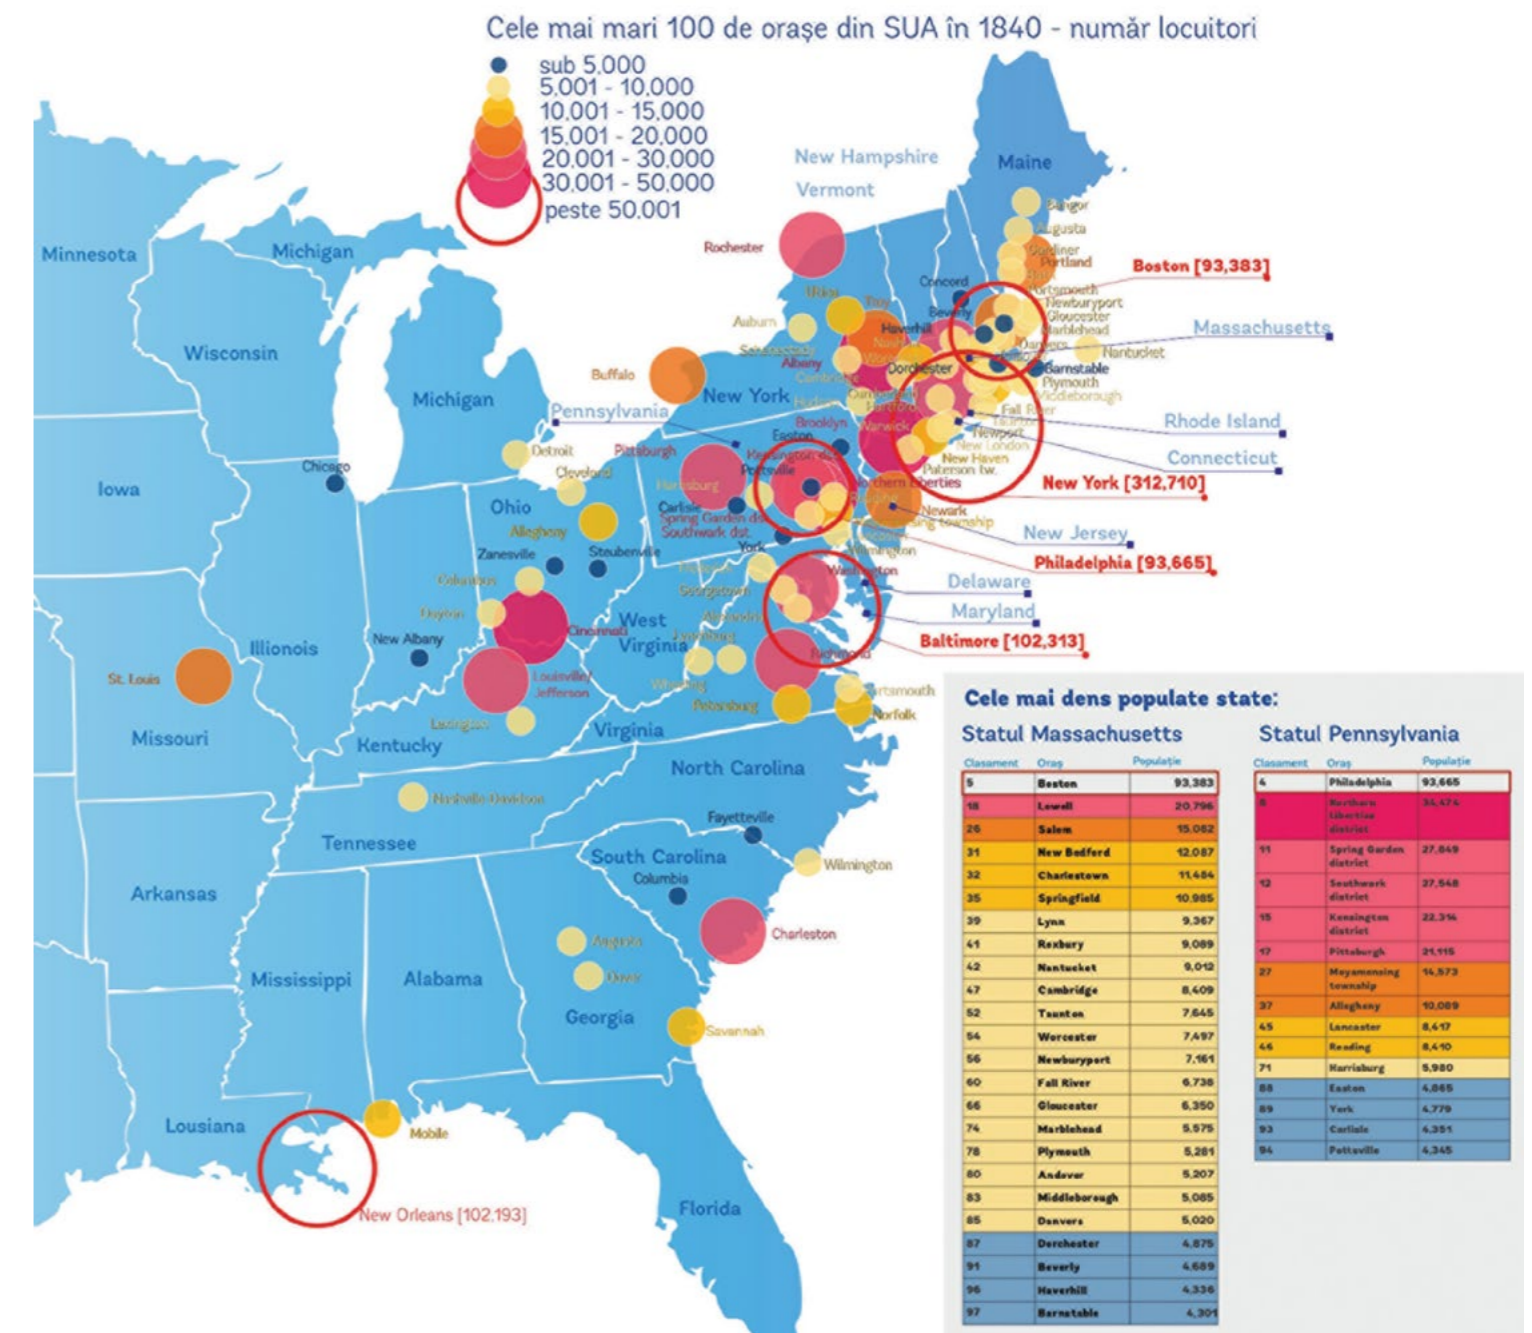 Cele mai mari 100 de orașe din SUA în 1840 - număr locuitori
sub 5.000
5.001 - 10.000
10.001 - 15.000
15.001 - 20.000
20.001 - 30.000
30.001 - 50.000
peste 50.001
New Hampshire
Vermont
Maine
Minnesota
Michigan
Wisconsin
Michigan
Iowa
Illionois
Missouri
Arkansas
Lousiana
Mississippi
Alabama
Georgia
Florida
Tennessee
Kentucky
Ohio
West
Virginia
Virginia
North Carolina
South Carolina
New York
Pennsylvania
Rochester
Bangor
Augusta
Gardiner
Portland
Boston [93,383]
Concord
Portsmouth
Newburyport
Gloucester
Marblehead
Danvers
Beverly
Haverhill
Massachusetts
Nantucket
Auburn
Troy
Albany
Dorchester
Barnstable
Plymouth
Middleborough
Buffalo
Hartford
Fall River
Rhode Island
Brooklyn
Warwick
Newport
New London
New Haven
Connecticut
Easton
Pittsburgh
Pottsville
Paterson tw.
Northern Liberties
New York [312,710]
Detroit
Cleveland
Chicago
Harrisburg
Carlisle
Spring Garden dst.
Southwark dst.
Newark
New Jersey
York
Wilmington
Philadelphia [93,665]
Allegheny
Zanesville
Steubenville
Columbus
Dayton
Washington
Georgetown
Delaware
Maryland
Baltimore [102,313]
New Albany
Cincinnati
Louisville/
Jefferson
Lexington
St. Louis
Richmond
Wheeling
Petersburg
Norfolk
Nashville-Davidson
Fayetteville
Wilmington
Columbia
Charleston
Augusta
Savannah
Mobile
New Orleans [102,193]
Cele mai dens populate state:
Statul Massachusetts
Clasament Oraș Populație
5 Boston 93,383
18 Lowell 20,796
26 Salem 15,082
31 New Bedford 12,087
32 Charlestown 11,484
35 Springfield 10,985
39 Lynn 9,367
41 Roxbury 9,089
42 Nantucket 9,012
47 Cambridge 8,409
52 Taunton 7,645
54 Worcester 7,497
56 Newburyport 7,161
60 Fall River 6,738
66 Gloucester 6,350
74 Marblehead 5,575
78 Plymouth 5,281
80 Andover 5,207
83 Middleborough 5,085
85 Danvers 5,020
87 Dorchester 4,875
91 Beverly 4,689
96 Haverhill 4,336
97 Barnstable 4,301
Statul Pennsylvania
Clasament Oraș Populație
4 Philadelphia 93,665
8 Northern
Liberties
district 34,474
11 Spring Garden
district 27,849
12 Southwark
district 27,548
15 Kensington
district 22,314
17 Pittsburgh 21,115
27 Moyamensing
township 14,573
37 Allegheny 10,089
45 Lancaster 8,417
46 Reading 8,410
71 Harrisburg 5,980
88 Easton 4,865
89 York 4,779
93 Carlisle 4,351
94 Pottsville 4,345